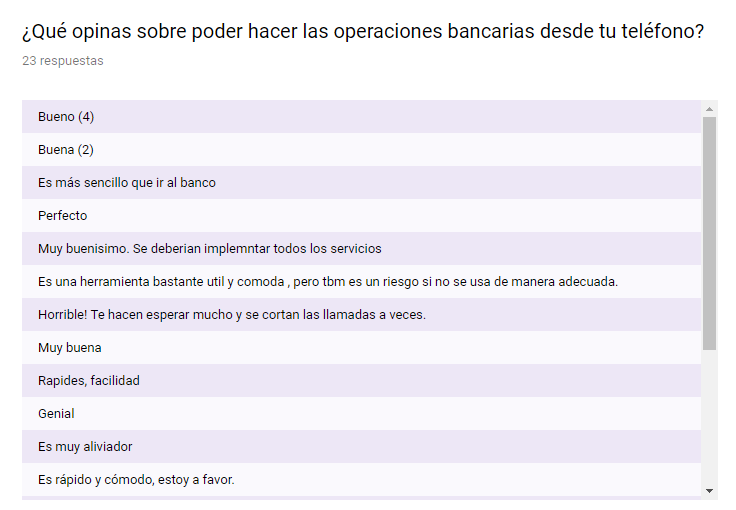 ¿Qué opinas sobre poder hacer las operaciones bancarias desde tu teléfono?
23 respuestas
Bueno (4)
Buena (2)
Es más sencillo que ir al banco
Perfecto
Muy buenisimo. Se deberian implemntar todos los servicios
Es una herramienta bastante util y comoda , pero tbm es un riesgo si no se usa de manera adecuada.
Horrible! Te hacen esperar mucho y se cortan las llamadas a veces.
Muy buena
Rapides, facilidad
Genial
Es muy aliviador
Es rápido y cómodo, estoy a favor.